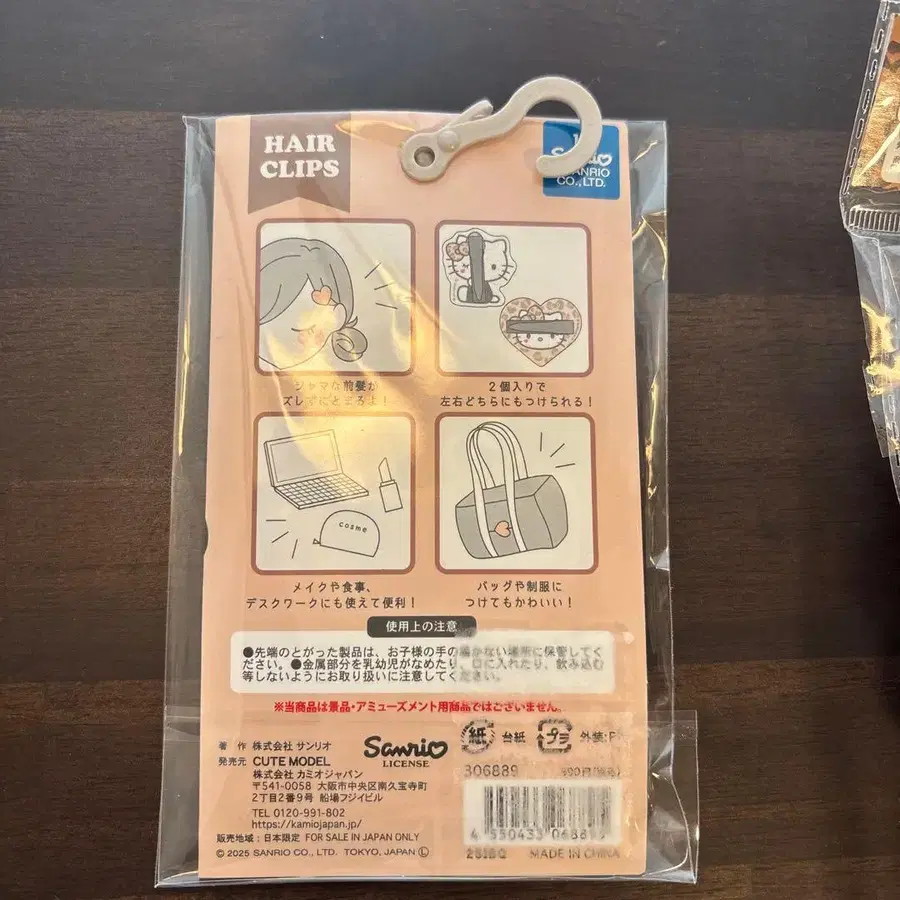 HAIR
CLIPS
SANRIO
CO.,LTD.
ジャマな前髪が
ズレずにとまるよ！
2個入りで
左右どちらにもつけられる！
cosme
メイクや食事、
デスクワークにも使えて便利！
バッグや制服に
つけてもかわいい！
使用上の注意
●先端のとがった製品は、お子様の手の届かない場所に保管してく
ださい。●金属部分を乳幼児がなめたり、口に入れたり、飲み込む
等しないようにお取り扱いに注意してください。
※当商品は景品・アミューズメント用商品ではございません。
著 作 株式会社 サンリオ
発売元 CUTE MODEL
株式会社 カミオジャパン
〒541-0058 大阪市中央区南久宝寺町
2丁目2番9号 船場フジイビル
TEL 0120-991-802
https://kamiojapan.jp/
販売地域：日本限定 FOR SALE IN JAPAN ONLY
© 2025 SANRIO CO., LTD. TOKYO, JAPAN Ⓛ
Sanrio
LICENSE
紙 台紙 プラ 外装:P
306889
MADE IN CHINA